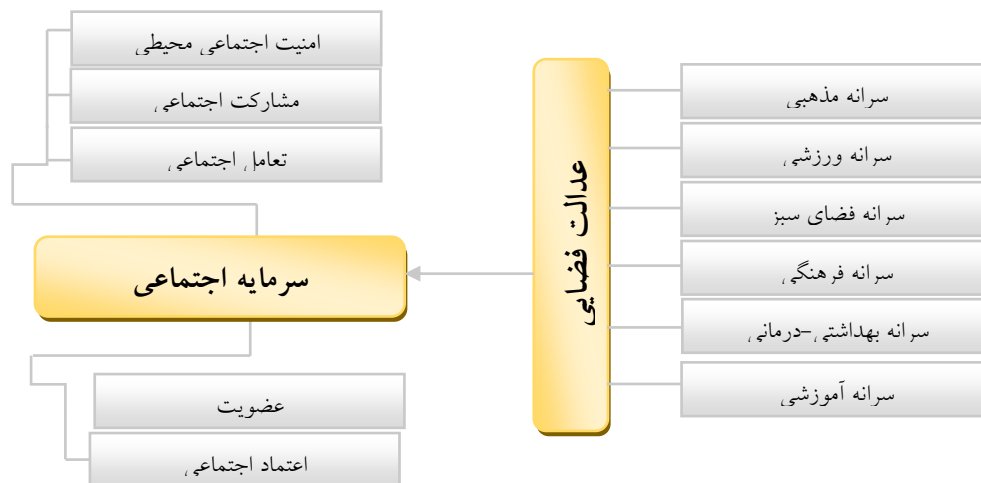 سرانه مذهبی
سرانه ورزشی
سرانه فضای سبز
سرانه فرهنگی
سرانه بهداشتی-درمانی
سرانه آموزشی
عدالت فضایی
امنیت اجتماعی محیطی
مشارکت اجتماعی
تعامل اجتماعی
سرمایه اجتماعی
عضویت
اعتماد اجتماعی